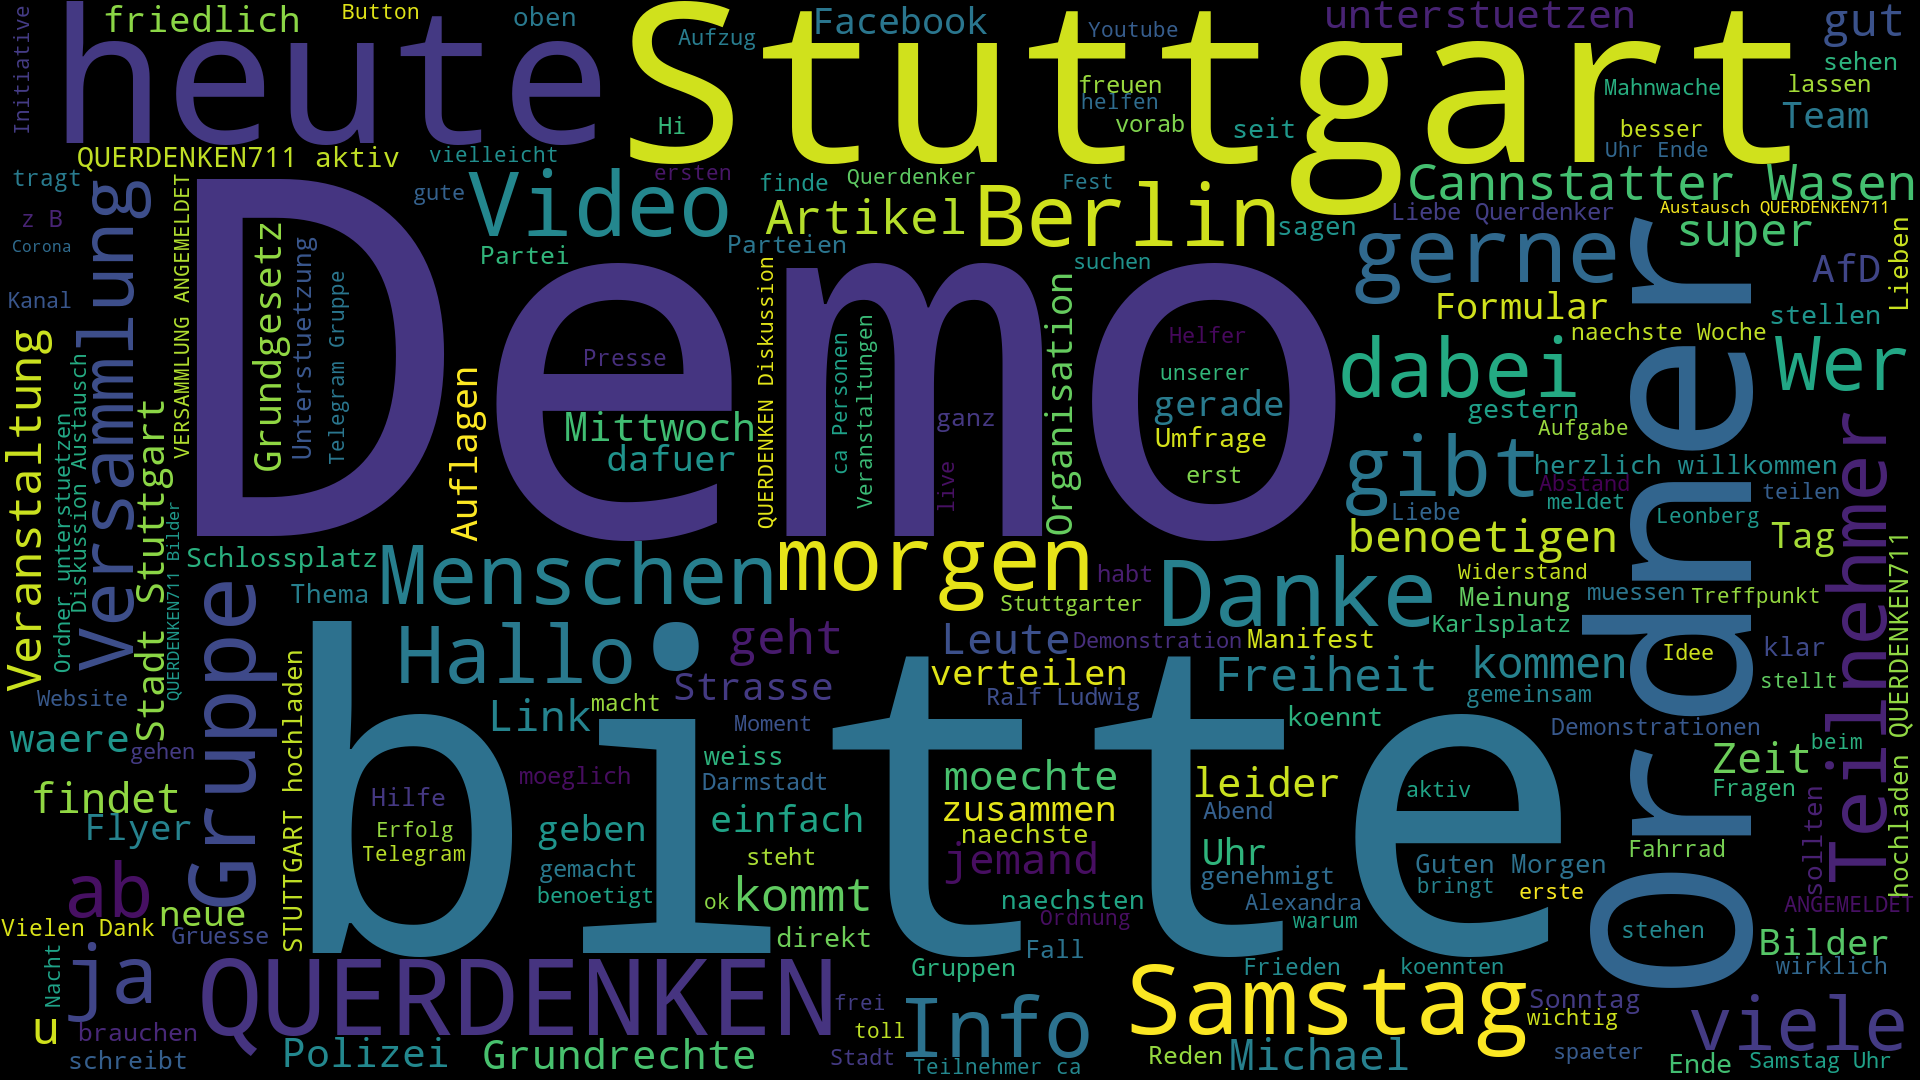 Initiative
friedlich
Button
oben
heute
Stuttgart
Aufzug
Facebook
Youtube
unterstuetzen
gut
sehen
freuen
helfen
vorab
Hi
seit
Mahnwache
lassen
Team
besser
Uhr Ende
QUERDENKEN711 aktiv
vielleicht
ersten
tragt
z B
Corona
Kanal
Versammlung
VERSAMMLUNG ANGEMELDET
gute
Video
finde
Querdenker
Fest
Artikel
Berlin
sagen
Cannstatter Wasen
Liebe Querdenker
Austausch QUERDENKEN711
super
Partei
Parteien
suchen
gerne
AfD
Lieben
Demo
Grundgesetz
Unterstuetzung
Telegram Gruppe
Presse
QUERDENKEN Diskussion
Organisation
Helfer
Formular
naechste Woche
stellen
Veranstaltung
Ordner unterstuetzen
Diskussion Austausch
Stadt Stuttgart
QUERDENKEN711 Bilder
Auflagen
Mittwoch
dafuer
ca Personen
Veranstaltungen
ganz
live
unserer
gerade
Umfrage
erst
dabei
Wer
gestern
Aufgabe
ordner
Teilnehmer
gibt
herzlich willkommen
Abstand
meldet
teilen
Liebe
Leonberg
benoetigen
Tag
Schlossplatz
Thema
Menschen
morgen
habt
Stuttgarter
Danke
Widerstand
Meinung
muessen
Treffpunkt
Karlsplatz
hochladen QUERDENKEN711
Gruppe
Hallo
geht
Leute
Demonstration
Manifest
Idee
klar
STUTTGART hochladen
Strasse
verteilen
Freiheit
kommen
stellt
Website
Link
macht
Ralf Ludwig
gemeinsam
bitte
Moment
koennt
Demonstrationen
waere
gehen
weiss
beim
Zeit
moeglich
Darmstadt
moechte
leider
aktiv
Fragen
findet
Hilfe
Flyer
Erfolg
Telegram
geben
einfach
zusammen
Abend
naechste
sollten
steht
jemand
Uhr
Fahrrad
gemacht
genehmigt
Guten Morgen
bringt
erste
ab
neue
benoetigt
ok
kommt
naechsten
Alexandra
ANGEMELDET
Ordnung
warum
Vielen Dank
Gruesse
direkt
Fall
stehen
Bilder
Nacht
ja
QUERDENKEN
Gruppen
Frieden
koennten
wirklich
frei
Info
Samstag
Sonntag
wichtig
viele
u
brauchen
toll
schreibt
Polizei
Grundrechte
Stadt
Teilnehmer ca
Reden
Michael
spaeter
Ende
Samstag Uhr